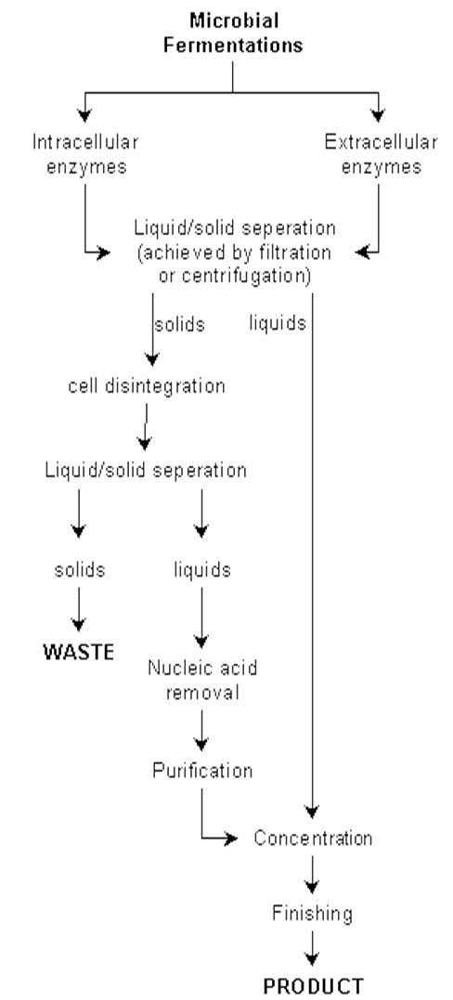 Microbial
Fermentations
Intracellular
enzymes
Extracellular
enzymes
Liquid/solid seperation
(achieved by filtration
or centrifugation)
solids
liquids
cell disintegration
Liquid/solid seperation
solids
liquids
WASTE
Nucleic acid
removal
Purification
Concentration
Finishing
PRODUCT